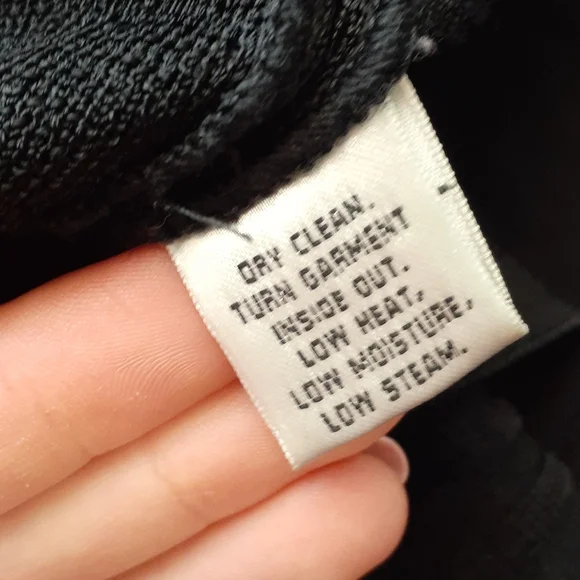 DRY CLEAN.
TURN GARMENT
INSIDE OUT.
LOW HEAT,
LOW MOISTURE,
LOW STEAM.